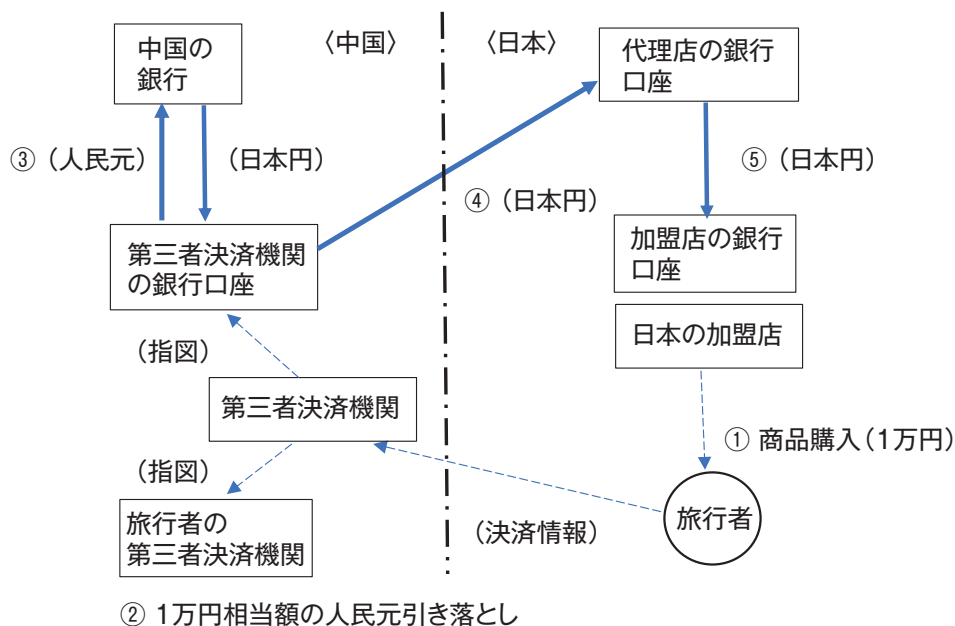 〈中国〉
〈日本〉
中国の
銀行
代理店の銀行
口座
③（人民元）
（日本円）
⑤（日本円）
④（日本円）
第三者決済機関
の銀行口座
加盟店の銀行
口座
日本の加盟店
（指図）
第三者決済機関
① 商品購入（1万円）
（指図）
旅行者の
第三者決済機関
（決済情報）
旅行者
② 1万円相当額の人民元引き落とし